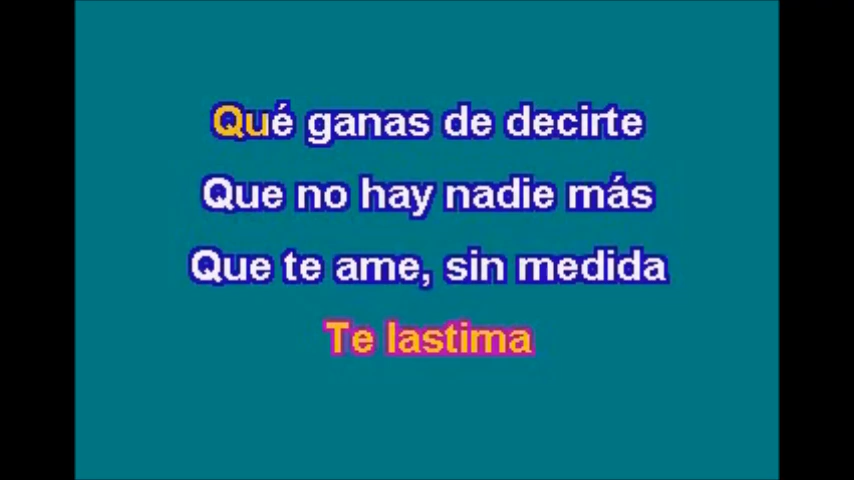 Qué ganas de decirte
Que no hay nadie más
Que te ame, sin medida
Te lastima